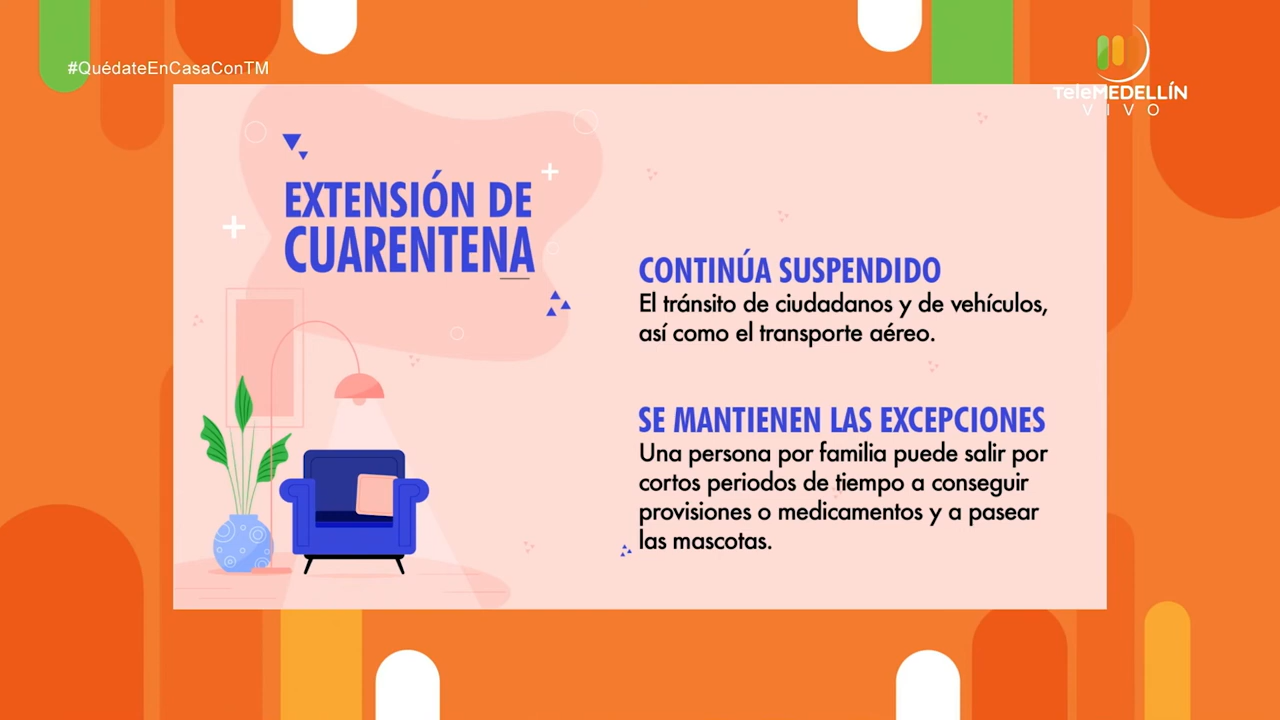 #QuédateEnCasaConTM
TeleMEDELLÍN
VIVO
EXTENSIÓN DE
CUARENTENA
CONTINÚA SUSPENDIDO
El tránsito de ciudadanos y de vehículos,
así como el transporte aéreo.
SE MANTIENEN LAS EXCEPCIONES
Una persona por familia puede salir por
cortos periodos de tiempo a conseguir
provisiones o medicamentos y a pasear
las mascotas.